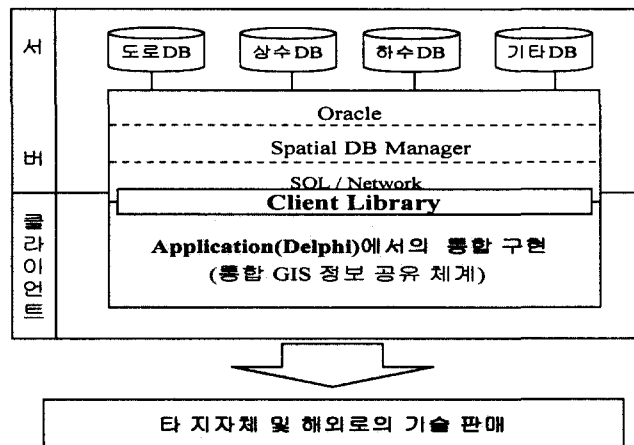 서버
도로DB
상수DB
하수DB
기타DB
Oracle
Spatial DB Manager
SQL / Network
Client Library
클라이언트
Application(Delphi)에서의 통합 구현
(통합 GIS 정보 공유 체계)
타 지자체 및 해외로의 기술 판매